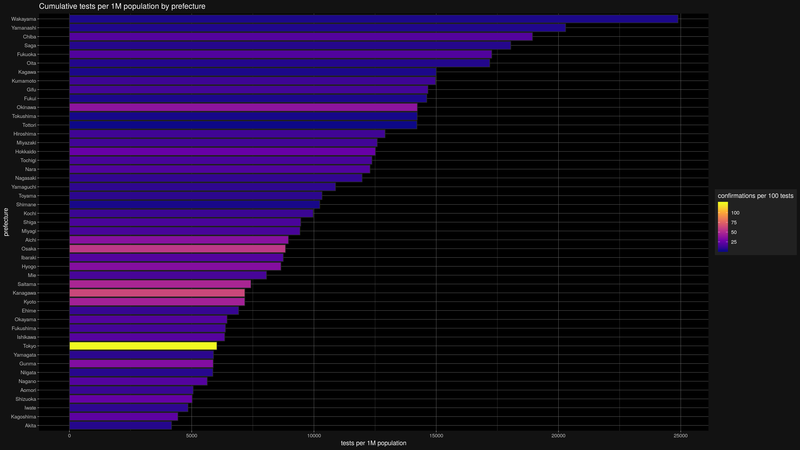 Cumulative tests per 1M population by prefecture
prefecture
Wakayama
Yamanashi
Chiba
Saga
Fukuoka
Oita
Kagawa
Kumamoto
Gifu
Fukui
Okinawa
Tokushima
Tottori
Hiroshima
Miyazaki
Hokkaido
Tochigi
Nara
Nagasaki
Yamaguchi
Toyama
Shimane
Kochi
Shiga
Miyagi
Aichi
Osaka
Ibaraki
Hyogo
Mie
Saitama
Kanagawa
Kyoto
Ehime
Okayama
Fukushima
Ishikawa
Tokyo
Yamagata
Gunma
Niigata
Nagano
Aomori
Shizuoka
Iwate
Kagoshima
Akita
0 5000 10000 15000 20000 25000
tests per 1M population
confirmations per 100 tests
100
75
50
25